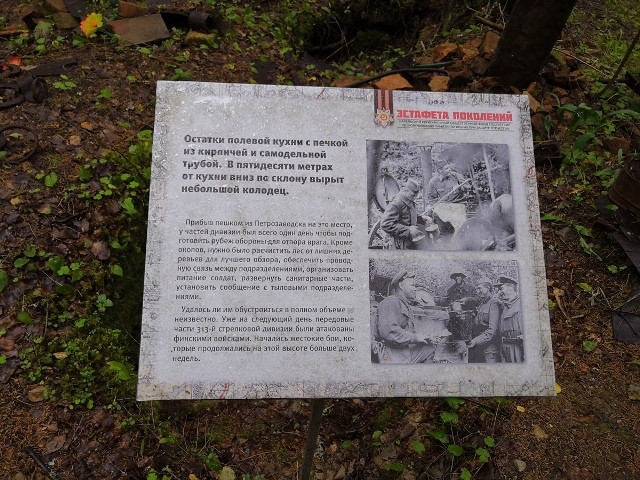 ЭСТАФЕТА ПОКОЛЕНИЙ
Остатки полевой кухни с печкой
из кирпичей и самодельной
трубой. В пятидесяти метрах
от кухни вниз по склону вырыт
небольшой колодец.
Прибыв пешком из Петрозаводска на это место,
у частей дивизии был всего один день чтобы под-
готовить рубеж обороны для отпора врага. Кроме
окопов, нужно было расчистить лес от лишних де-
ревьев для лучшего обзора, обеспечить провод-
ную связь между подразделениями, организовать
питание солдат, развернуть санитарные части,
установить сообщение с тыловыми подразделе-
ниями.
Удалось ли им обустроиться в полном объеме
неизвестно. Уже на следующий день передовые
части 313-й стрелковой дивизии были атакованы
финскими войсками. Начались жестокие бои, ко-
торые продолжались на этой высоте больше двух
недель.